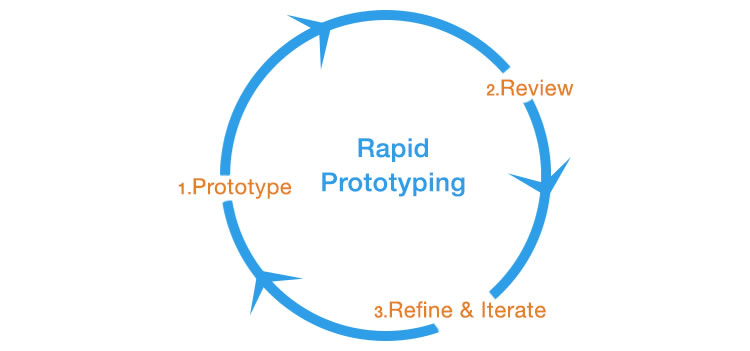 Rapid
Prototyping
1.Prototype
2.Review
3.Refine & Iterate